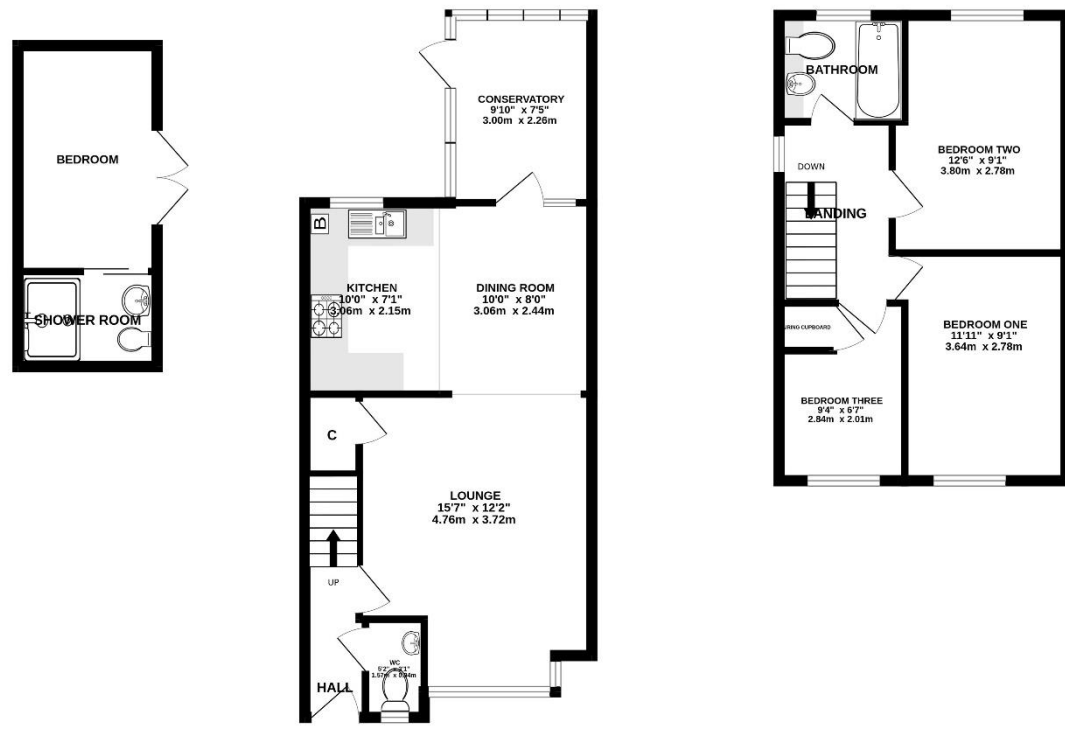 BEDROOM
SHOWER ROOM
CONSERVATORY
9'10" x 7'5"
3.00m x 2.26m
B
KITCHEN
10'0" x 7'1"
3.06m x 2.15m
DINING ROOM
10'0" x 8'0"
3.06m x 2.44m
C
LOUNGE
15'7" x 12'2"
4.76m x 3.72m
UP
WC
HALL
BATHROOM
BEDROOM TWO
12'6" x 9'1"
3.80m x 2.78m
DOWN
LANDING
CUPBOARD
BEDROOM ONE
11'11" x 9'1"
3.64m x 2.78m
BEDROOM THREE
9'4" x 6'7"
2.84m x 2.01m